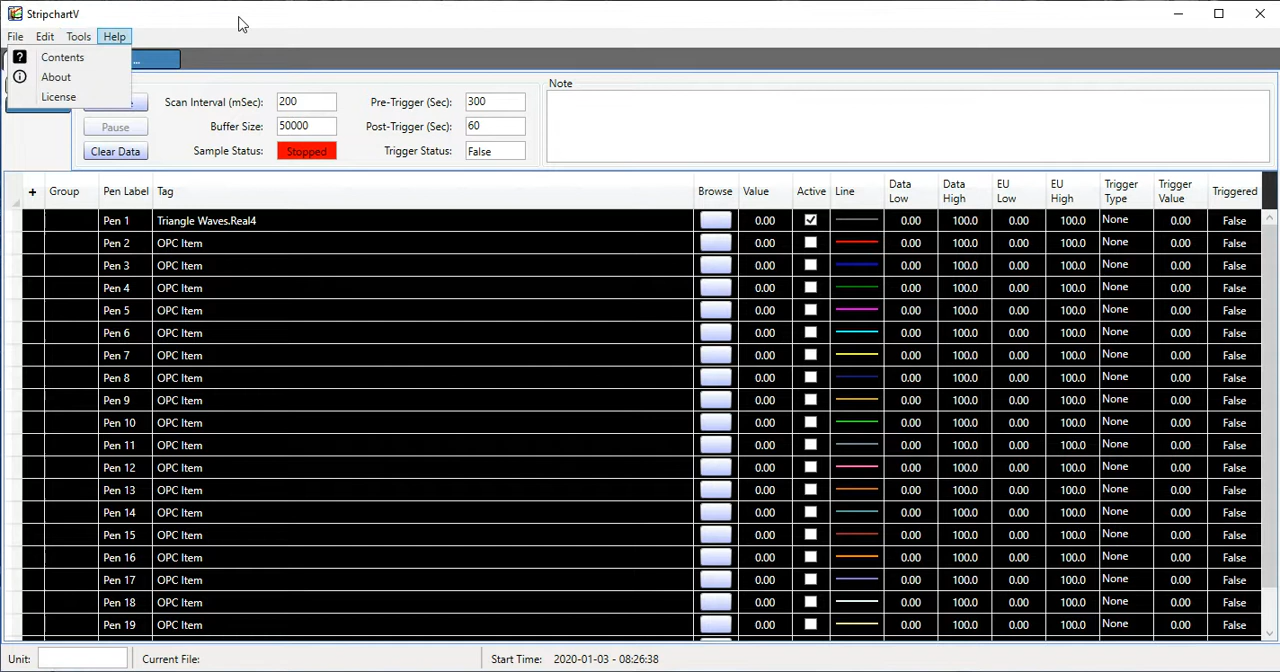 StripchartV
File Edit Tools Help
? Contents
About
License
...
Scan Interval (mSec): 200 Pre-Trigger (Sec): 300
Buffer Size: 50000 Post-Trigger (Sec): 60
Sample Status: Stopped Trigger Status: False
Pause
Clear Data
Note
+ Group Pen Label Tag Browse Value Active Line Data Low Data High EU Low EU High Trigger Type Trigger Value Triggered
Pen 1 Triangle Waves.Real4 0.00 0.00 100.0 0.00 100.0 None 0.00 False
Pen 2 OPC Item 0.00 0.00 100.0 0.00 100.0 None 0.00 False
Pen 3 OPC Item 0.00 0.00 100.0 0.00 100.0 None 0.00 False
Pen 4 OPC Item 0.00 0.00 100.0 0.00 100.0 None 0.00 False
Pen 5 OPC Item 0.00 0.00 100.0 0.00 100.0 None 0.00 False
Pen 6 OPC Item 0.00 0.00 100.0 0.00 100.0 None 0.00 False
Pen 7 OPC Item 0.00 0.00 100.0 0.00 100.0 None 0.00 False
Pen 8 OPC Item 0.00 0.00 100.0 0.00 100.0 None 0.00 False
Pen 9 OPC Item 0.00 0.00 100.0 0.00 100.0 None 0.00 False
Pen 10 OPC Item 0.00 0.00 100.0 0.00 100.0 None 0.00 False
Pen 11 OPC Item 0.00 0.00 100.0 0.00 100.0 None 0.00 False
Pen 12 OPC Item 0.00 0.00 100.0 0.00 100.0 None 0.00 False
Pen 13 OPC Item 0.00 0.00 100.0 0.00 100.0 None 0.00 False
Pen 14 OPC Item 0.00 0.00 100.0 0.00 100.0 None 0.00 False
Pen 15 OPC Item 0.00 0.00 100.0 0.00 100.0 None 0.00 False
Pen 16 OPC Item 0.00 0.00 100.0 0.00 100.0 None 0.00 False
Pen 17 OPC Item 0.00 0.00 100.0 0.00 100.0 None 0.00 False
Pen 18 OPC Item 0.00 0.00 100.0 0.00 100.0 None 0.00 False
Pen 19 OPC Item 0.00 0.00 100.0 0.00 100.0 None 0.00 False
Unit: Current File: Start Time: 2020-01-03 - 08:26:38